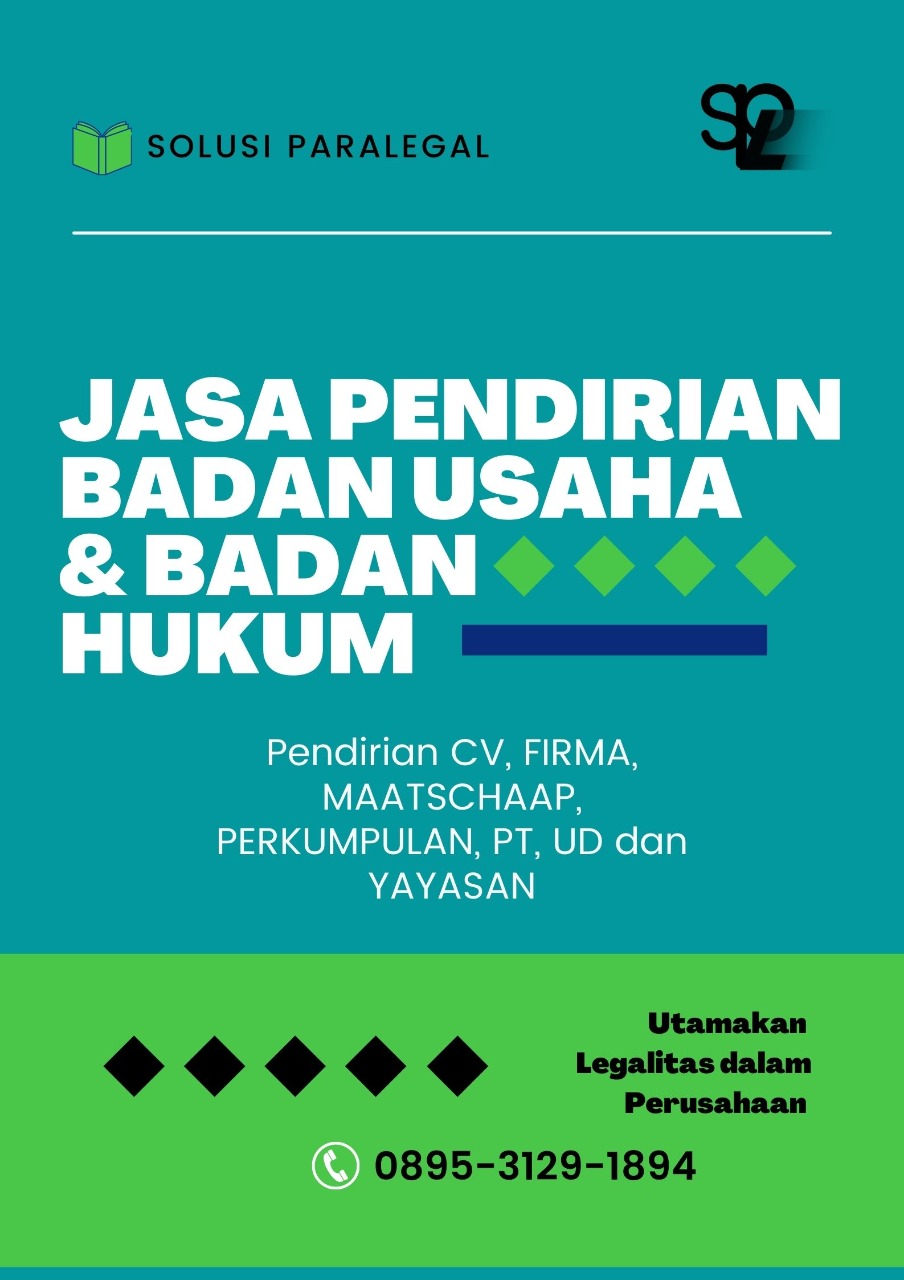 SOLUSI PARALEGAL
SPL
JASA PENDIRIAN
BADAN USAHA
& BADAN
HUKUM
Pendirian CV, FIRMA,
MAATSCHAAP,
PERKUMPULAN, PT, UD dan
YAYASAN
Utamakan
Legalitas dalam
Perusahaan
0895-3129-1894